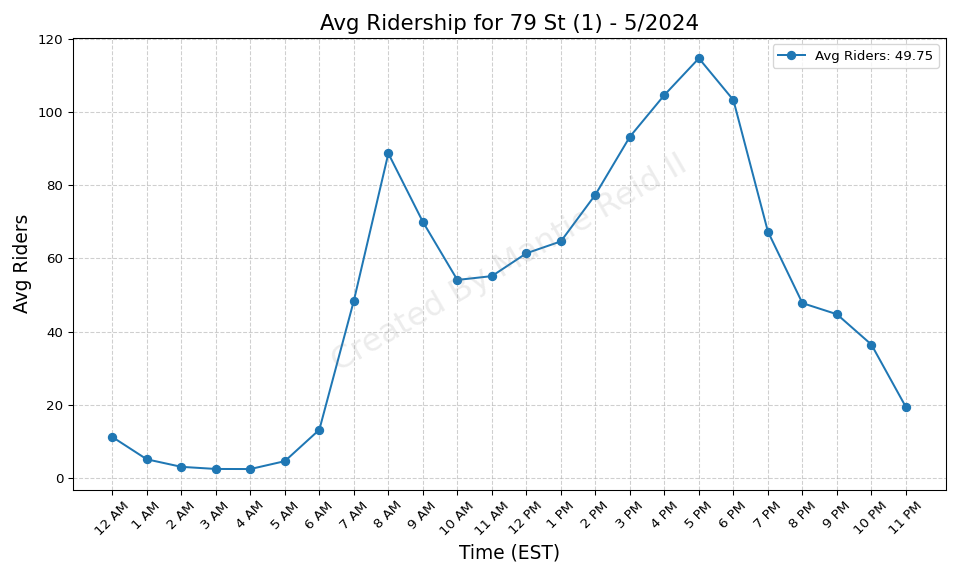 Avg Ridership for 79 St (1) - 5/2024
120
100
80
60
40
20
0
Avg Riders
Avg Riders: 49.75
Created By Mantie Reid II
12 AM
1 AM
2 AM
3 AM
4 AM
5 AM
6 AM
7 AM
8 AM
9 AM
10 AM
11 AM
12 PM
1 PM
2 PM
3 PM
4 PM
5 PM
6 PM
7 PM
8 PM
9 PM
10 PM
11 PM
Time (EST)